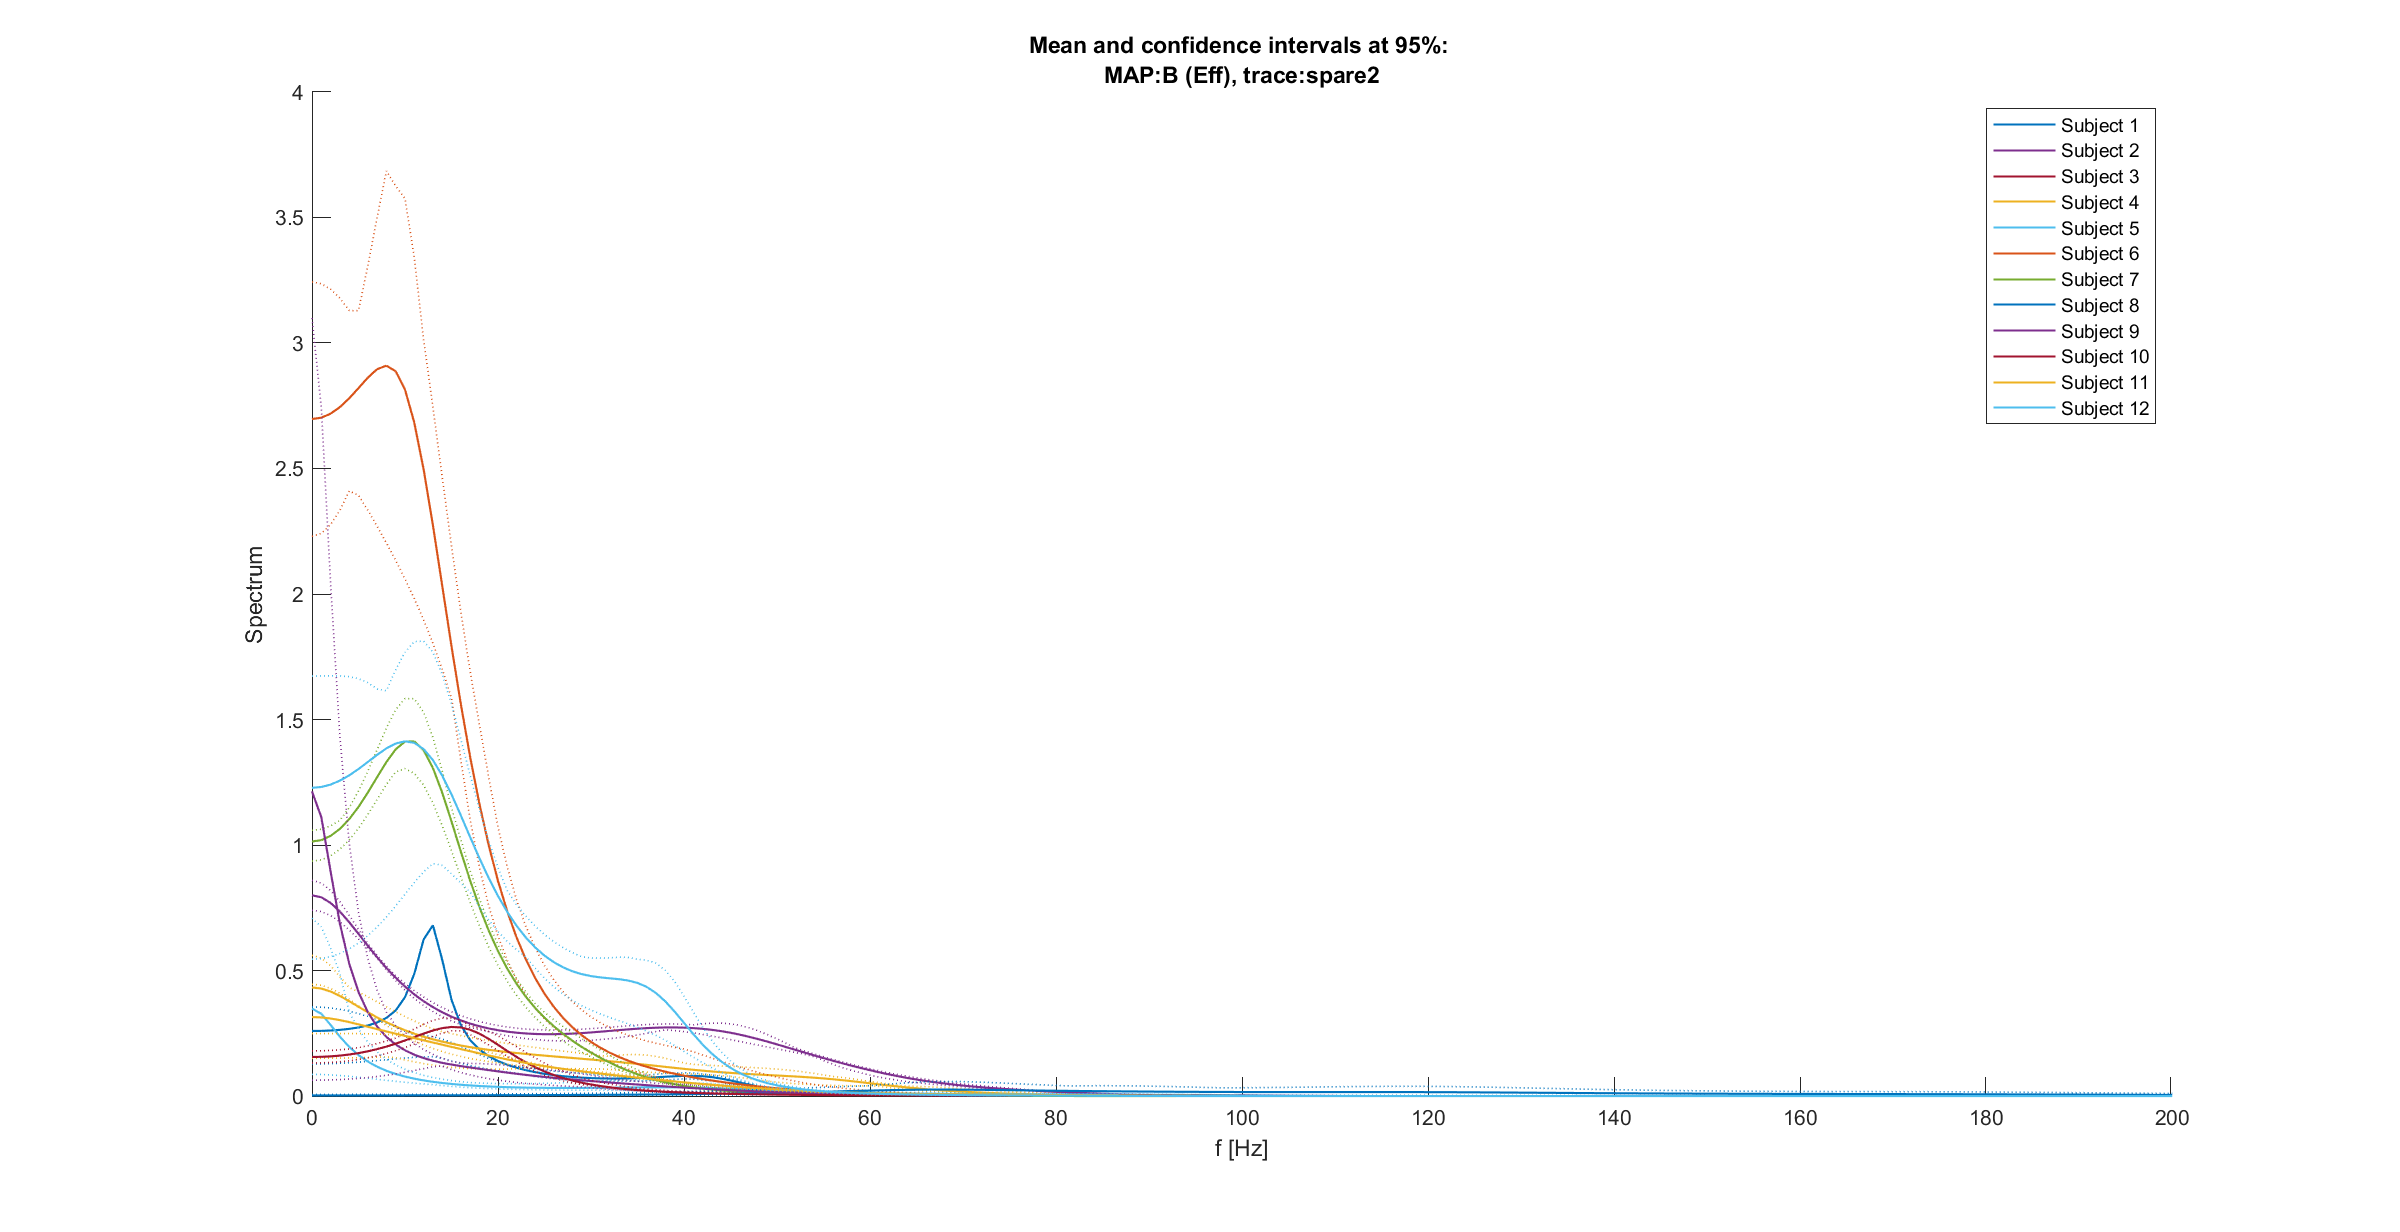 Mean and confidence intervals at 95%:
MAP:B (Eff), trace:spare2
4
3.5
3
2.5
2
1.5
1
0.5
0
Spectrum
0 20 40 60 80 100 120 140 160 180 200
f [Hz]
Subject 1
Subject 2
Subject 3
Subject 4
Subject 5
Subject 6
Subject 7
Subject 8
Subject 9
Subject 10
Subject 11
Subject 12